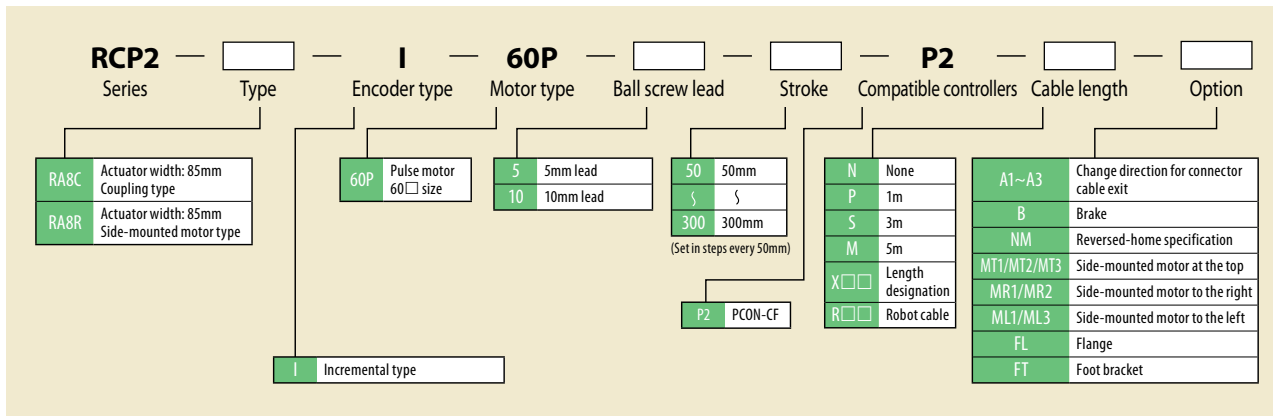 RCP2 — — I — 60P — — — P2 — —
Series Type Encoder type Motor type Ball screw lead Stroke Compatible controllers Cable length Option
RA8C Actuator width: 85mm
Coupling type
RA8R Actuator width: 85mm
Side-mounted motor type
60P Pulse motor
60□ size
5 5mm lead
10 10mm lead
50 50mm
∫ ∫
300 300mm
(Set in steps every 50mm)
P2 PCON-CF
I Incremental type
N None
P 1m
S 3m
M 5m
X□□ Length
designation
R□□ Robot cable
A1~A3 Change direction for connector
cable exit
B Brake
NM Reversed-home specification
MT1/MT2/MT3 Side-mounted motor at the top
MR1/MR2 Side-mounted motor to the right
ML1/ML3 Side-mounted motor to the left
FL Flange
FT Foot bracket